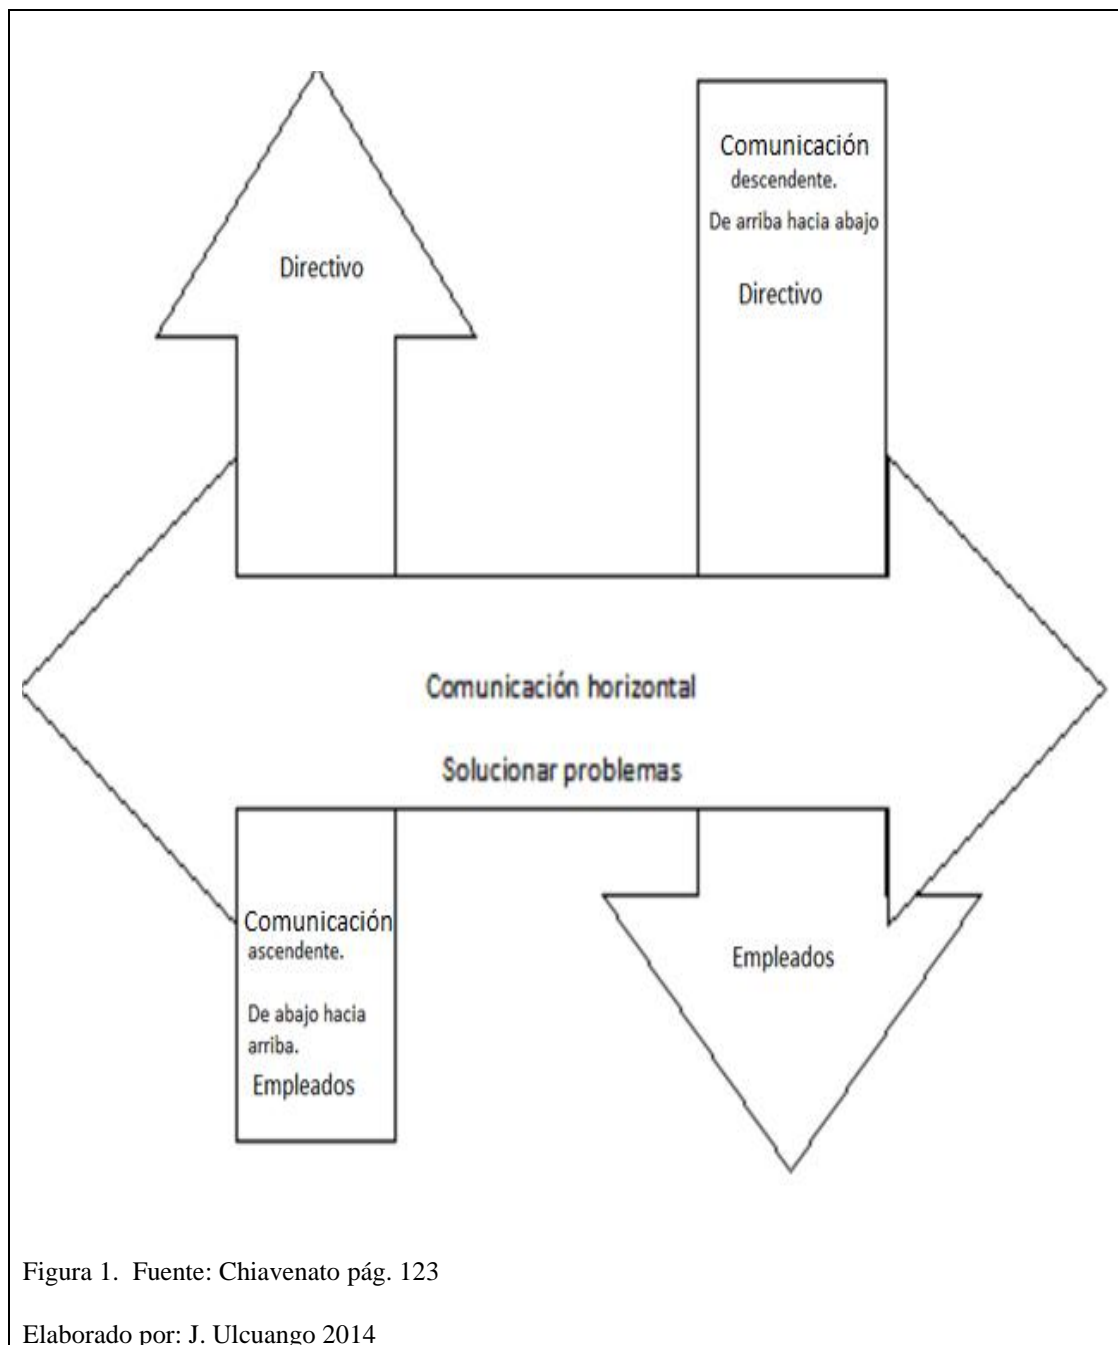 Comunicación
descendente.
De arriba hacia abajo
Directivo
Directivo
Comunicación horizontal
Solucionar problemas
Comunicación
ascendente.
De abajo hacia
arriba.
Empleados
Empleados
Figura 1. Fuente: Chiavenato pág. 123
Elaborado por: J. Ulcuango 2014